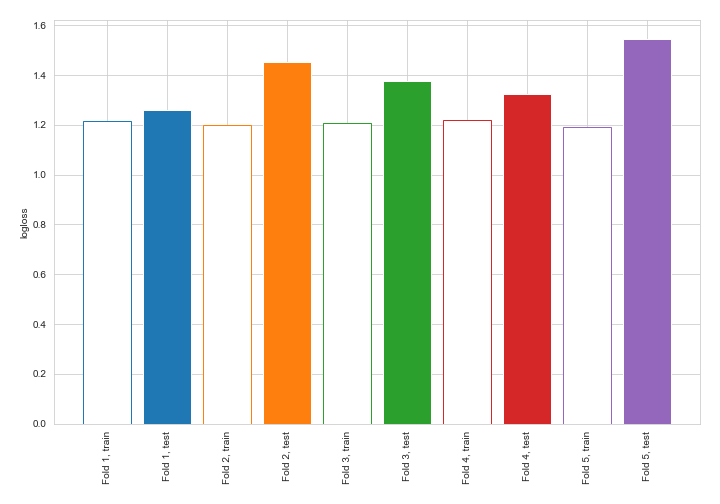 1.6
1.4
1.2
1.0
0.8
0.6
0.4
0.2
0.0
logloss
Fold 1, train
Fold 1, test
Fold 2, train
Fold 2, test
Fold 3, train
Fold 3, test
Fold 4, train
Fold 4, test
Fold 5, train
Fold 5, test